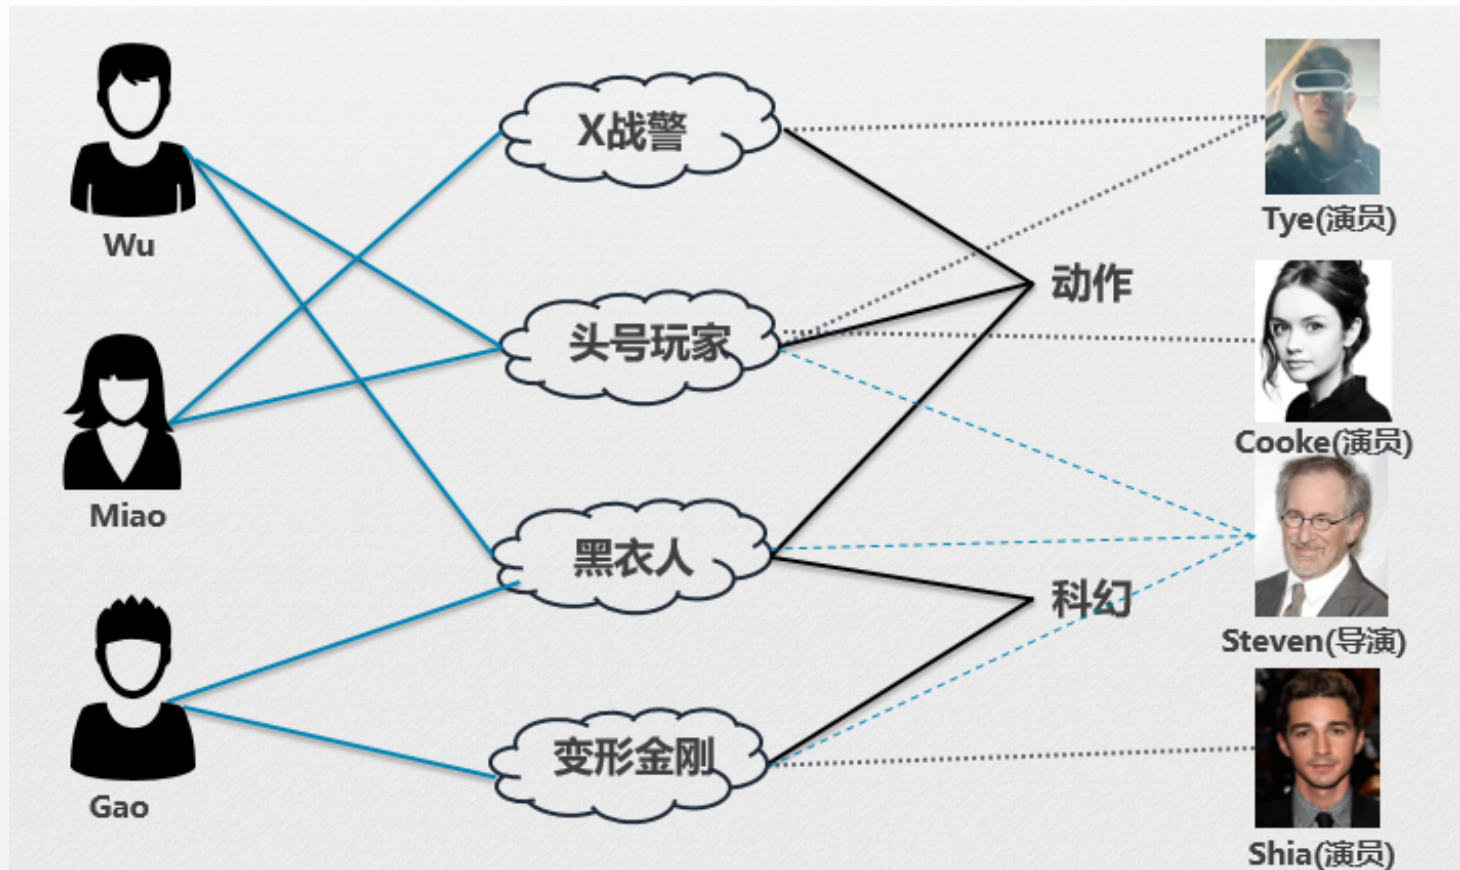 Wu
Miao
Gao
X战警
头号玩家
黑衣人
变形金刚
动作
科幻
Tye(演员)
Cooke(演员)
Steven(导演)
Shia(演员)